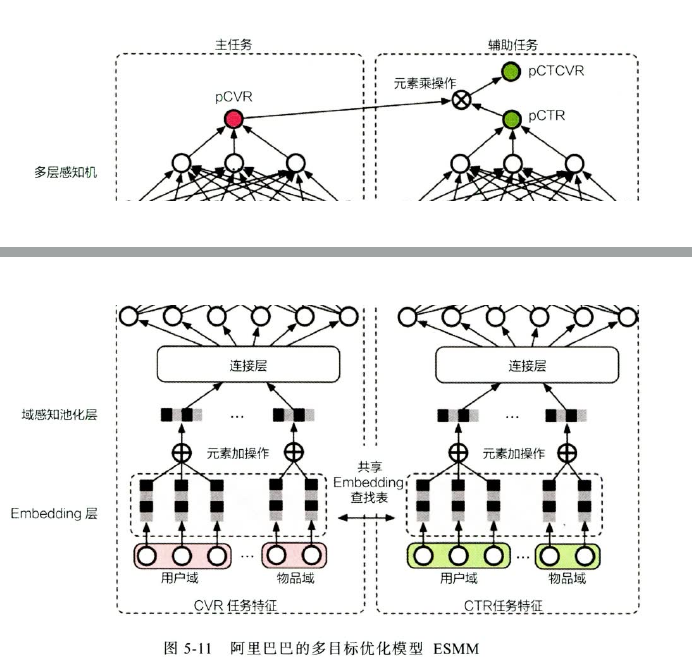 主任务
辅助任务
pCTCVR
元素乘操作
pCVR
pCTR
多层感知机
连接层
连接层
域感知池化层
...
...
元素加操作
元素加操作
共享
Embedding
查找表
Embedding 层
...
...
用户域
物品域
用户域
物品域
CVR 任务特征
CTR任务特征
图 5-11 阿里巴巴的多目标优化模型 ESMM